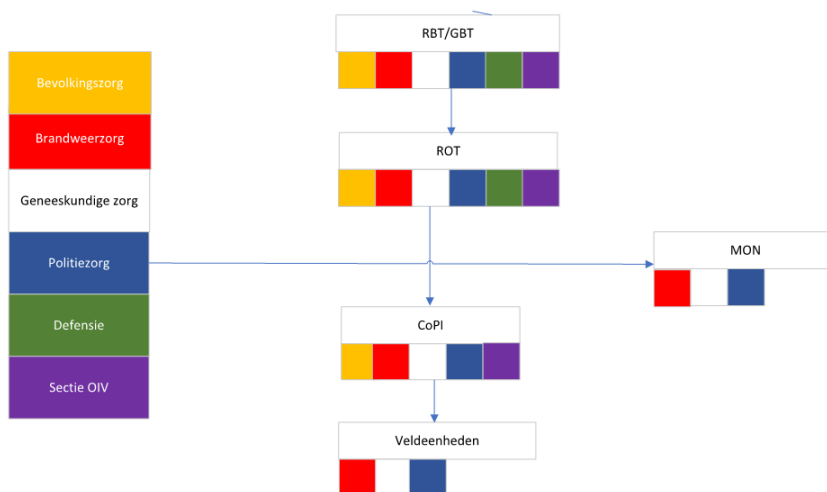 RBT/GBT
Bevolkingszorg
Brandweerzorg
Geneeskundige zorg
Politiezorg
Defensie
Sectie OIV
ROT
MON
CoPI
Veldeenheden